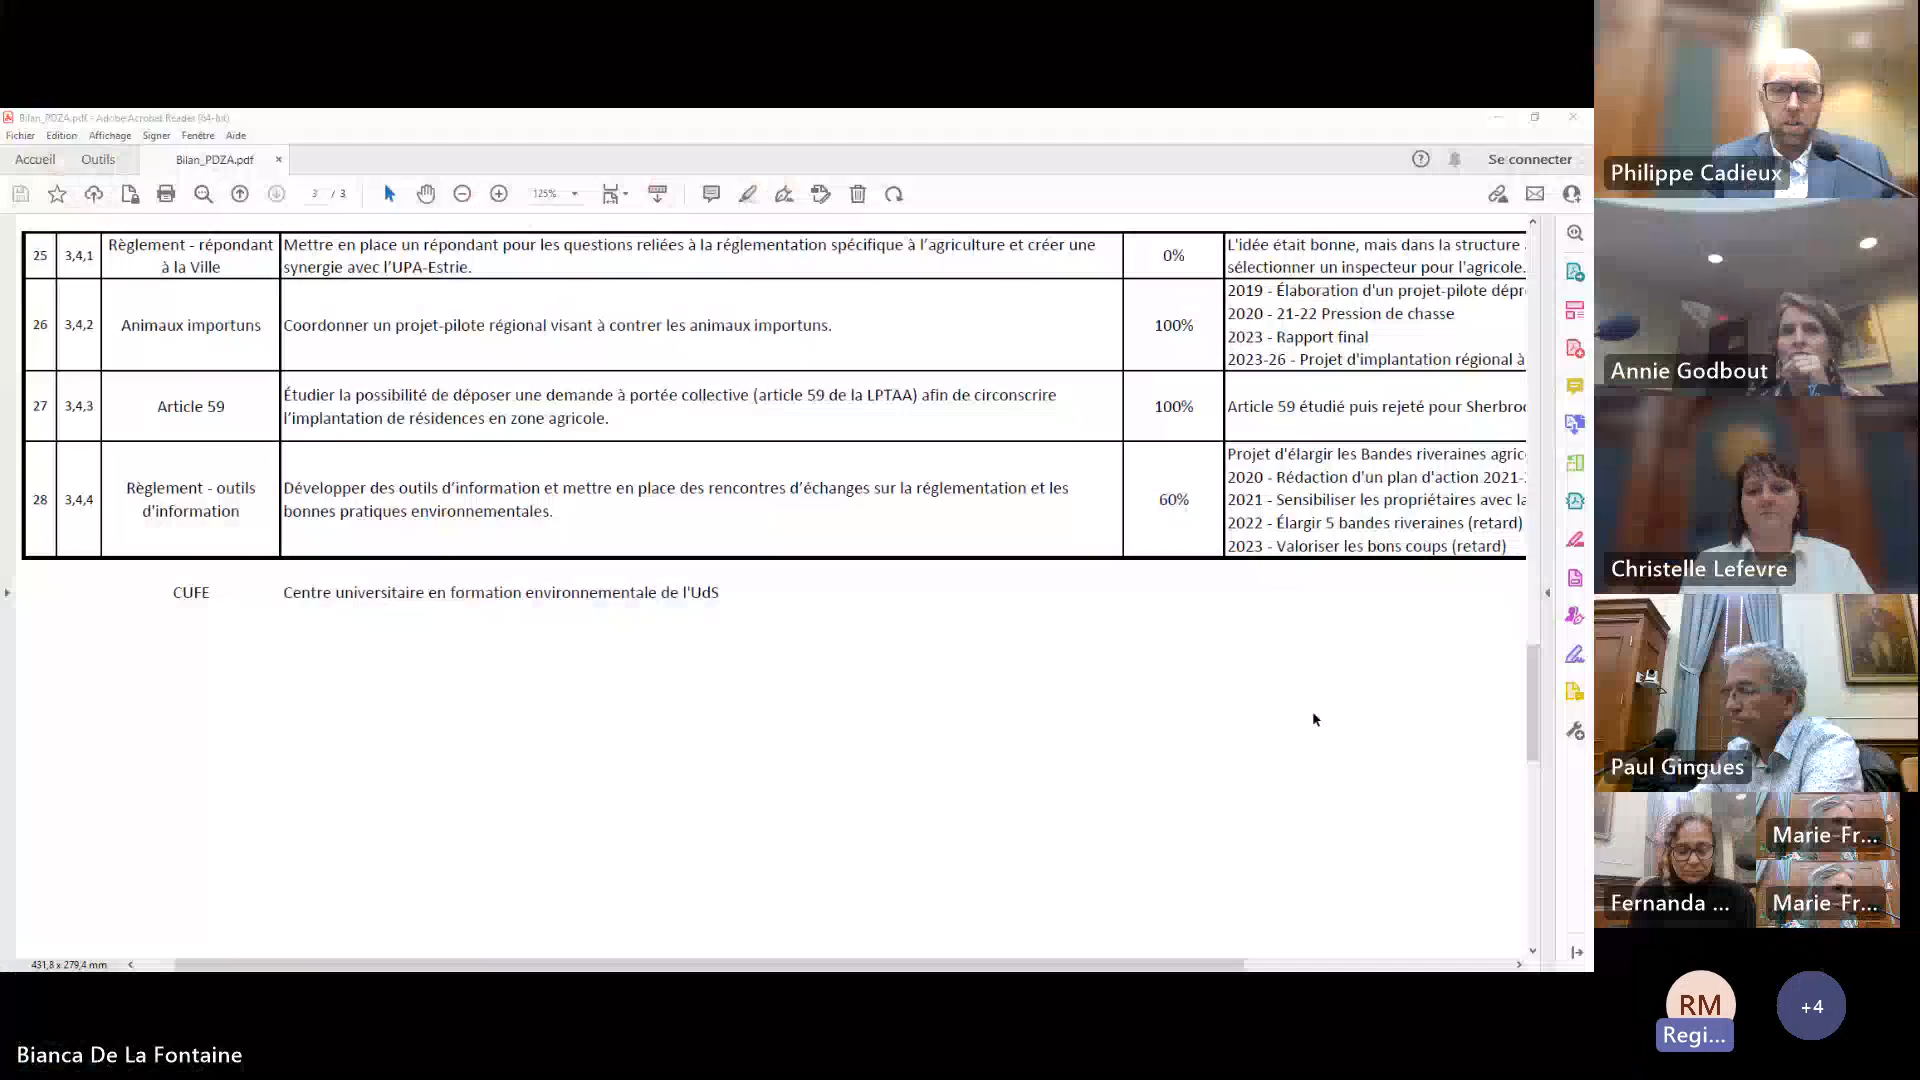 Bilan_PDZA.pdf - Adobe Acrobat Reader (64-bit)
Fichier Edition Affichage Signer Fenêtre Aide
Accueil Outils Bilan_PDZA.pdf × Se connecter
3 / 3 125%
25 3,4,1 Règlement - répondant à la Ville
Mettre en place un répondant pour les questions reliées à la réglementation spécifique à l'agriculture et créer une
synergie avec l'UPA-Estrie.
0%
L'idée était bonne, mais dans la structure
sélectionner un inspecteur pour l'agricole.
26 3,4,2 Animaux importuns
Coordonner un projet-pilote régional visant à contrer les animaux importuns.
100%
2019 - Élaboration d'un projet-pilote dépr
2020 - 21-22 Pression de chasse
2023 - Rapport final
2023-26 - Projet d'implantation régional à
27 3,4,3 Article 59
Étudier la possibilité de déposer une demande à portée collective (article 59 de la LPTAA) afin de circonscrire
l'implantation de résidences en zone agricole.
100%
Article 59 étudié puis rejeté pour Sherbroo
28 3,4,4 Règlement - outils
d'information
Développer des outils d'information et mettre en place des rencontres d'échanges sur la réglementation et les
bonnes pratiques environnementales.
60%
Projet d'élargir les Bandes riveraines agric
2020 - Rédaction d'un plan d'action 2021-
2021 - Sensibiliser les propriétaires avec la
2022 - Élargir 5 bandes riveraines (retard)
2023 - Valoriser les bons coups (retard)
CUFE Centre universitaire en formation environnementale de l'UdS
431,8 x 279,4 mm
Philippe Cadieux
Annie Godbout
Christelle Lefevre
Paul Gingues
Fernanda ...
Marie-Fr...
Marie-Fr...
RM
Regi...
+4
Bianca De La Fontaine